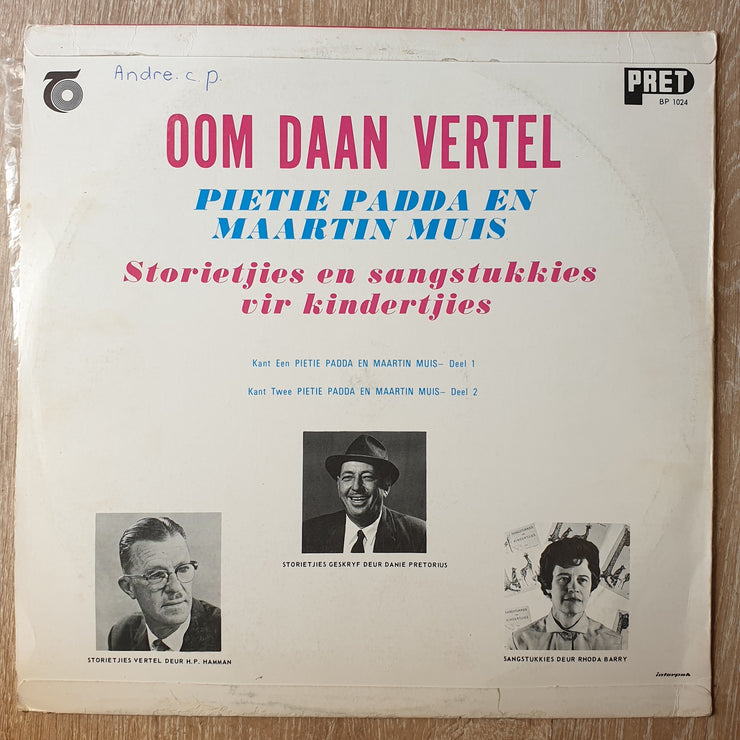 Andre. c p.
PRET
BP 1024
OOM DAAN VERTEL
PIETIE PADDA EN
MAARTIN MUIS
Storietjies en sangstukkies
vir kindertjies
Kant Een PIETIE PADDA EN MAARTIN MUIS– Deel 1
Kant Twee PIETIE PADDA EN MAARTIN MUIS– Deel 2
STORIETJIES GESKRYF DEUR DANIE PRETORIUS
STORIETJIES VERTEL DEUR H.P. HAMMAN
SANGSTUKKIES DEUR RHODA BARRY
interpak